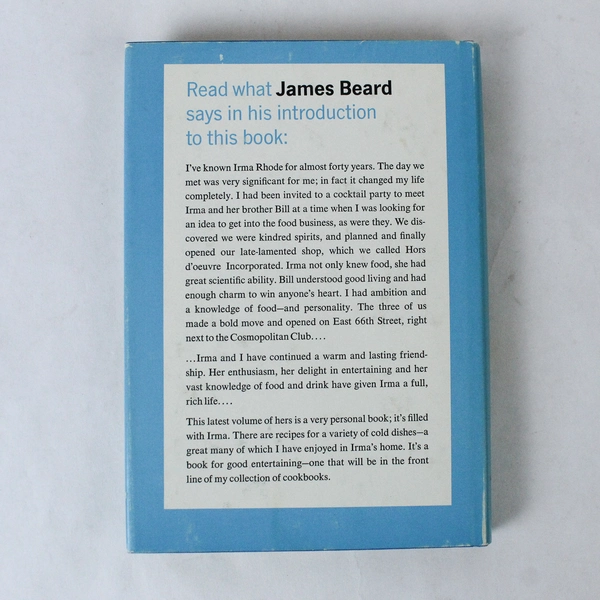 Read what James Beard
says in his introduction
to this book:
I've known Irma Rhode for almost forty years. The day we
met was very significant for me; in fact it changed my life
completely. I had been invited to a cocktail party to meet
Irma and her brother Bill at a time when I was looking for
an idea to get into the food business, as were they. We dis-
covered we were kindred spirits, and planned and finally
opened our late-lamented shop, which we called Hors
d'oeuvre Incorporated. Irma not only knew food, she had
great scientific ability. Bill understood good living and had
enough charm to win anyone's heart. I had ambition and
a knowledge of food—and personality. The three of us
made a bold move and opened on East 66th Street, right
next to the Cosmopolitan Club....
...Irma and I have continued a warm and lasting friend-
ship. Her enthusiasm, her delight in entertaining and her
vast knowledge of food and drink have given Irma a full,
rich life....
This latest volume of hers is a very personal book; it's filled
with Irma. There are recipes for a variety of cold dishes—a
great many of which I have enjoyed in Irma's home. It's a
book for good entertaining—one that will be in the front
line of my collection of cookbooks.